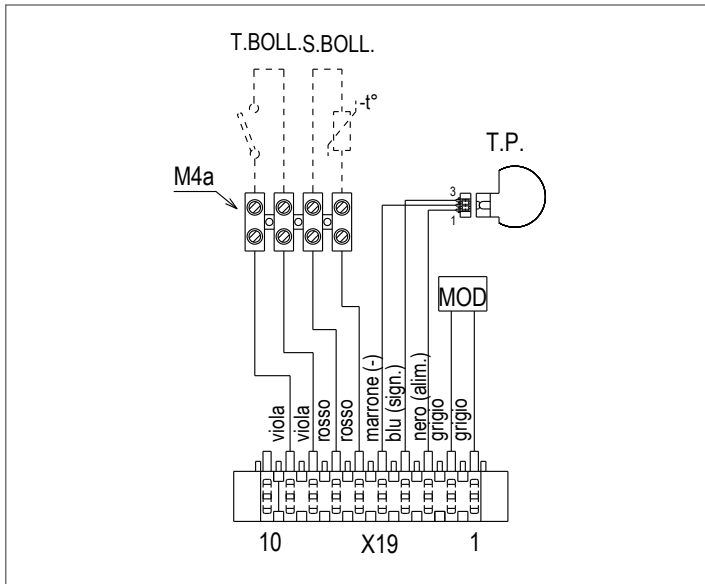 T.BOLL. S.BOLL.
-t°
T.P.
M4a
3
1
MOD
viola
viola
rosso
rosso
marrone (-)
blu (sign.)
nero (alim.)
grigio
grigio
10
X19
1